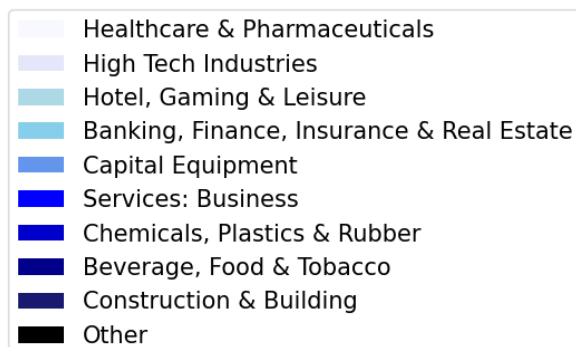 Healthcare & Pharmaceuticals
High Tech Industries
Hotel, Gaming & Leisure
Banking, Finance, Insurance & Real Estate
Capital Equipment
Services: Business
Chemicals, Plastics & Rubber
Beverage, Food & Tobacco
Construction & Building
Other